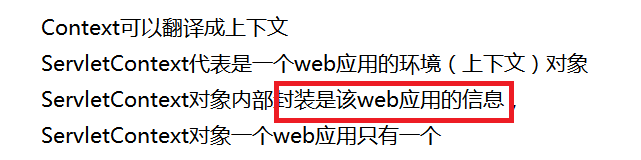 Context可以翻译成上下文
ServletContext代表是一个web应用的环境（上下文）对象
ServletContext对象内部封装是该web应用的信息，
ServletContext对象一个web应用只有一个